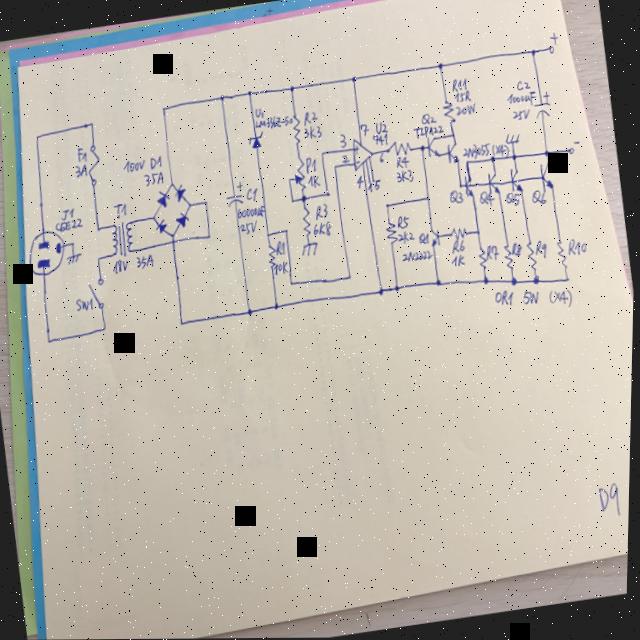 +
R11
15R
20W
C2
1000uF +
25V
U1
LM336Z-5.0
R2
3K3
7 U2
741
Q2
TIP122
F1
3A
100V D1
35A
3
2
6
R4
3K3
2N3055 (X4)
-
P1
1K
4 1 5
J1
T1
+ C1
25V
R3
6K8
Q3 Q4 Q5 Q6
R5
2K2
Q1
2N2222
R6
1K
R1
10K
R7 R8 R9 R10
18V 35A
SW1
0R1 5W (X4)
D9